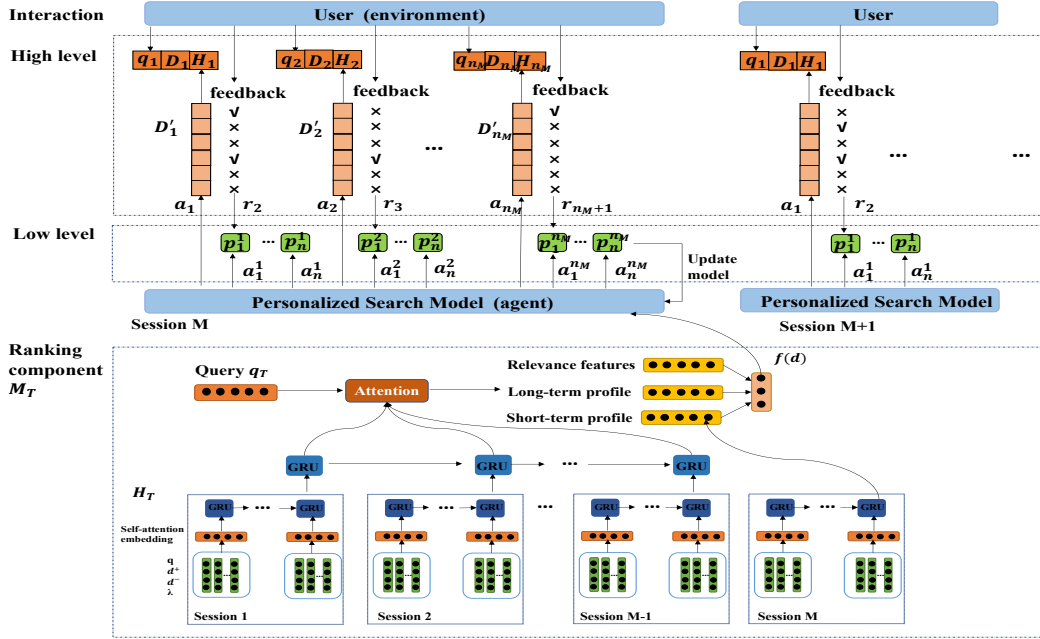 Interaction
User (environment)
User
High level
q₁ D₁ H₁
q₂ D₂ H₂
qₙM DₙM HₙM
q₁ D₁ H₁
feedback
feedback
feedback
feedback
D′₁
D′₂
D′ₙM
√ × × √ × ×
× × × √ × ×
√ × × × × ×
× √ × √ × ×
...
...
...
a₁
r₂
a₂
r₃
aₙM
rₙM+1
a₁
r₂
Low level
p₁¹ ... pₙ¹
p₁² ... pₙ²
p₁ⁿM ... pₙⁿM
p₁¹ ... pₙ¹
a₁¹
aₙ¹
a₁²
aₙ²
a₁ⁿM
aₙⁿM
a₁¹
aₙ¹
Update
model
Personalized Search Model (agent)
Personalized Search Model
Session M
Session M+1
Ranking
component
M_T
f(d)
Relevance features
Query q_T
Attention
Long-term profile
Short-term profile
GRU
GRU
...
GRU
H_T
GRU ... GRU
GRU ... GRU
...
GRU ... GRU
GRU ... GRU
Self-attention
embedding
q
d⁺
d⁻
λ
Session 1
Session 2
Session M-1
Session M